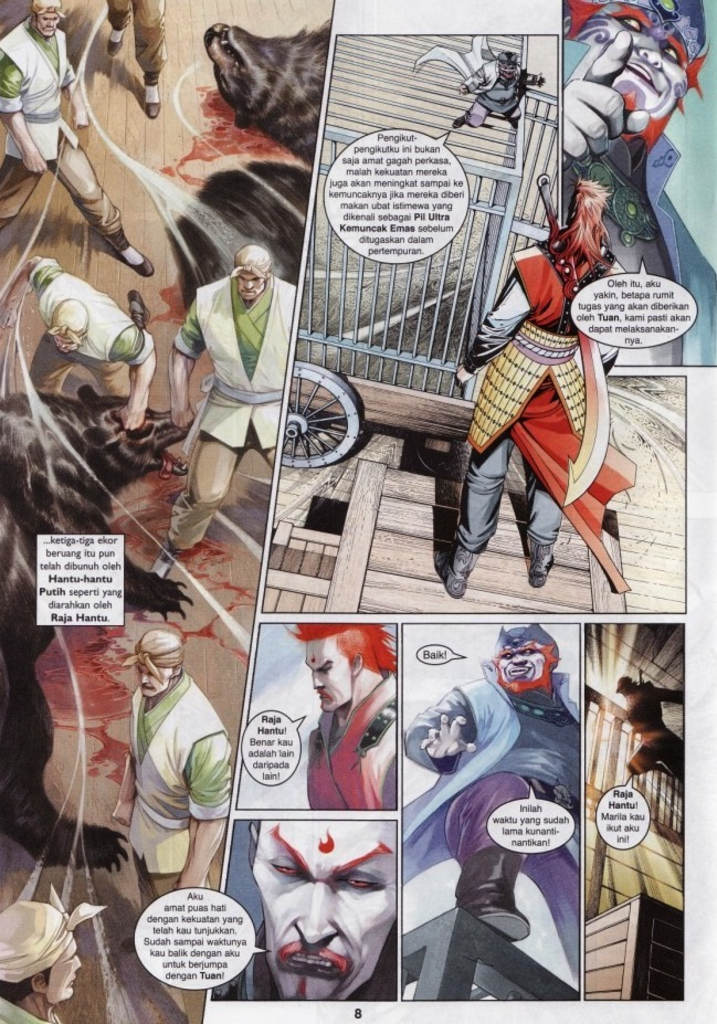 ...ketiga-tiga ekor
beruang itu pun
telah dibunuh oleh
Hantu-hantu
Putih seperti yang
diarahkan oleh
Raja Hantu.
Pengikut-
pengikutku ini bukan
saja amat gagah perkasa,
malah kekuatan mereka
juga akan meningkat sampai ke
kemuncaknya jika mereka diberi
makan ubat istimewa yang
dikenali sebagai Pil Ultra
Kemuncak Emas sebelum
ditugaskan dalam
pertempuran.
Oleh itu, aku
yakin, betapa rumit
tugas yang akan diberikan
oleh Tuan, kami pasti akan
dapat melaksanakan-
nya.
Raja
Hantu!
Benar kau
adalah lain
daripada
lain!
Aku
amat puas hati
dengan kekuatan yang
telah kau tunjukkan.
Sudah sampai waktunya
kau balik dengan aku
untuk berjumpa
dengan Tuan!
Baik!
Inilah
waktu yang sudah
lama kunanti-
nantikan!
Raja
Hantu!
Marila kau
ikut aku
ini!
8